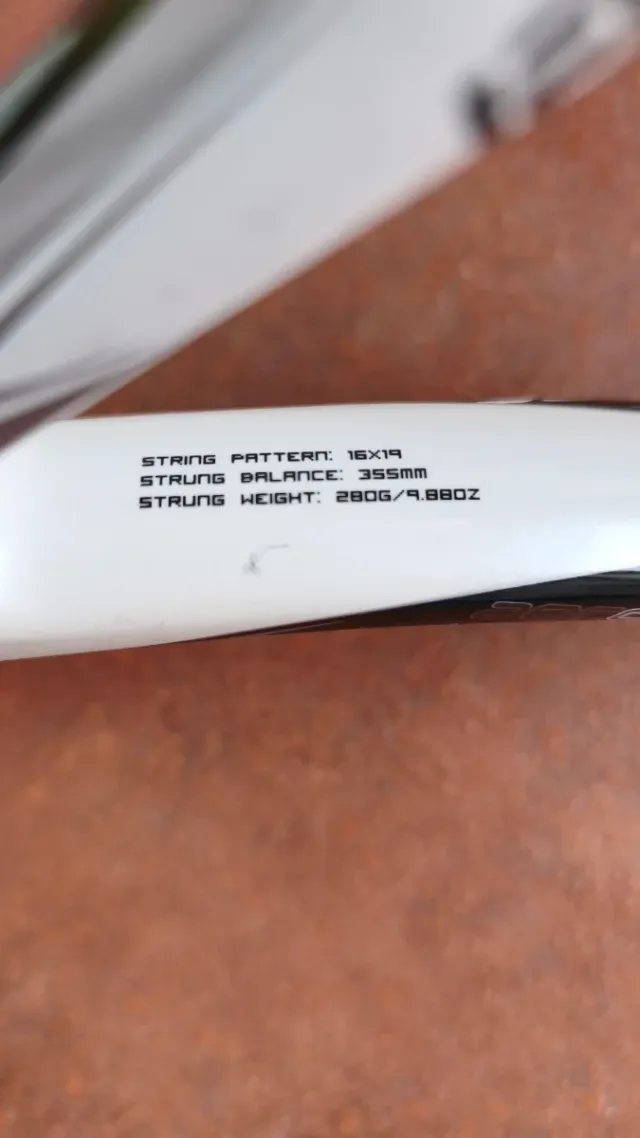 STRING PATTERN: 16X19
STRUNG BALANCE: 355MM
STRUNG WEIGHT: 280G/9.88OZ